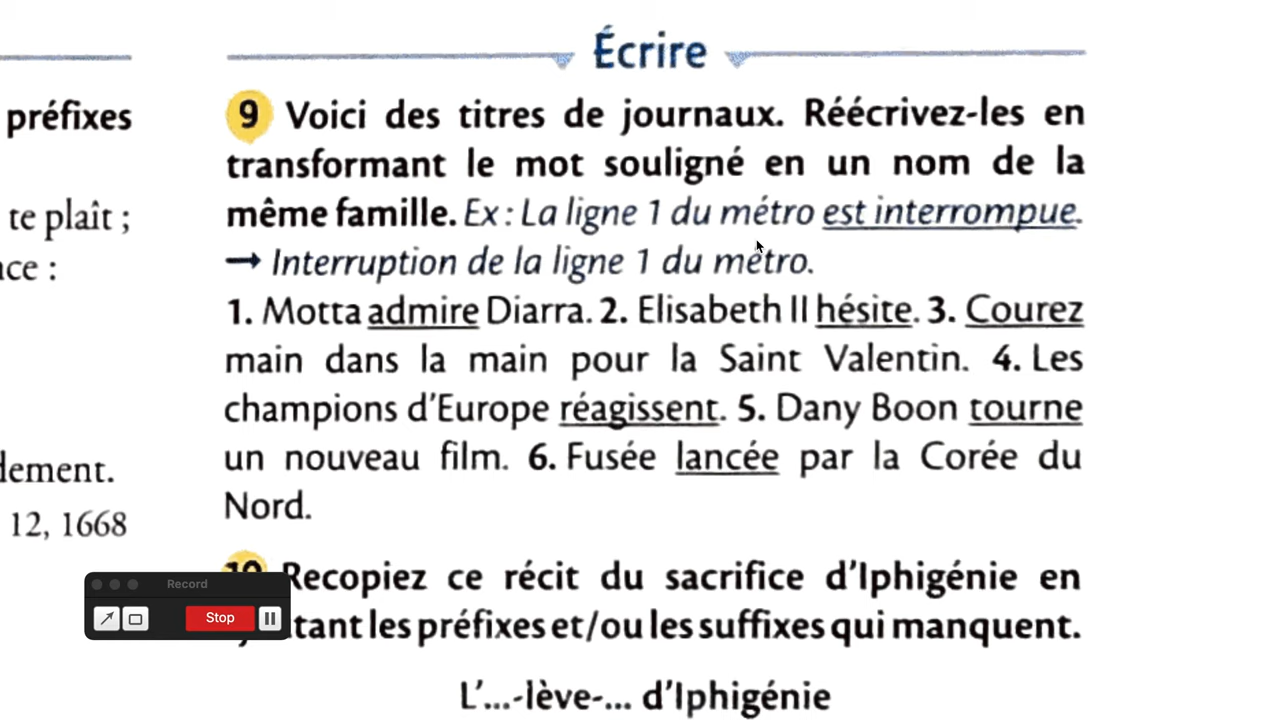 Écrire
préfixes
9 Voici des titres de journaux. Réécrivez-les en
transformant le mot souligné en un nom de la
te plaît ;
même famille. Ex : La ligne 1 du métro est interrompue.
→ Interruption de la ligne 1 du métro.
1. Motta admire Diarra. 2. Elisabeth II hésite. 3. Courez
main dans la main pour la Saint Valentin. 4. Les
champions d'Europe réagissent. 5. Dany Boon tourne
un nouveau film. 6. Fusée lancée par la Corée du
Nord.
12, 1668
Recopiez ce récit du sacrifice d'Iphigénie en
les préfixes et/ou les suffixes qui manquent.
L'...-lève-... d'Iphigénie
Record
Stop